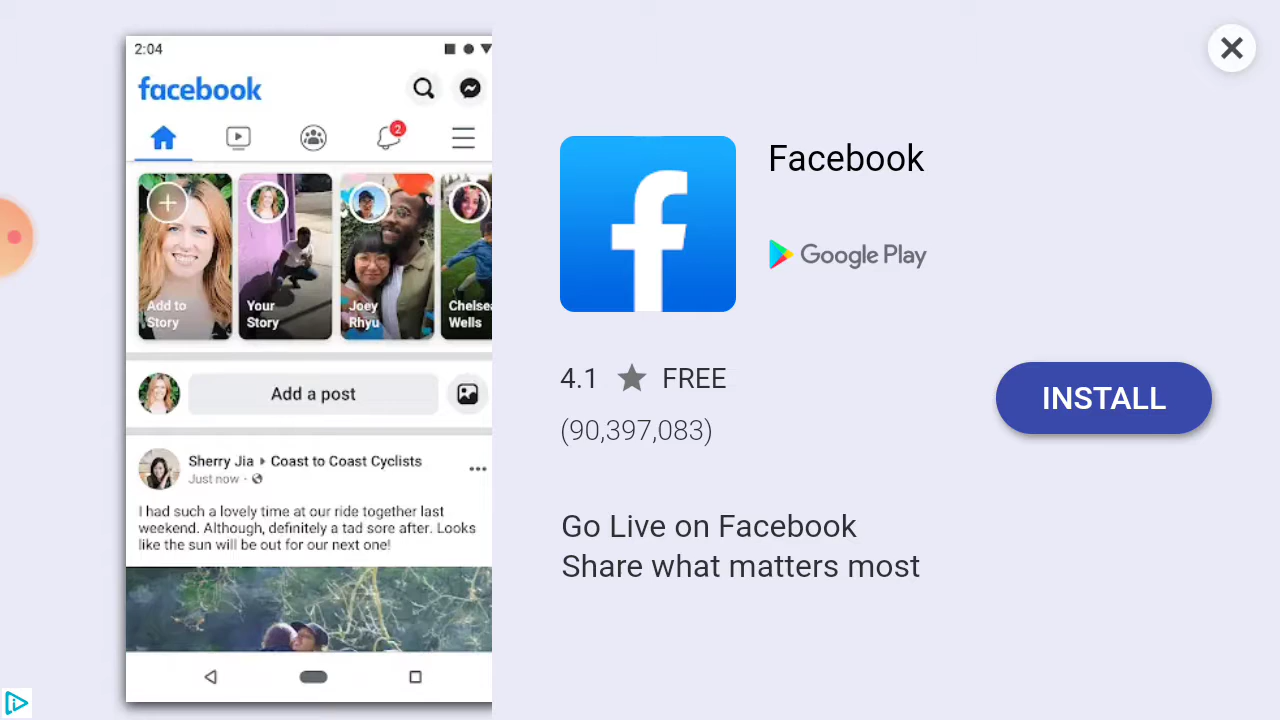 2:04
facebook
2
Add to
Story
Your
Story
Joey
Rhyu
Chelsea
Wells
Add a post
Sherry Jia ▸ Coast to Coast Cyclists
Just now ·
I had such a lovely time at our ride together last
weekend. Although, definitely a tad sore after. Looks
like the sun will be out for our next one!
Facebook
Google Play
4.1 ★ FREE
(90,397,083)
INSTALL
Go Live on Facebook
Share what matters most